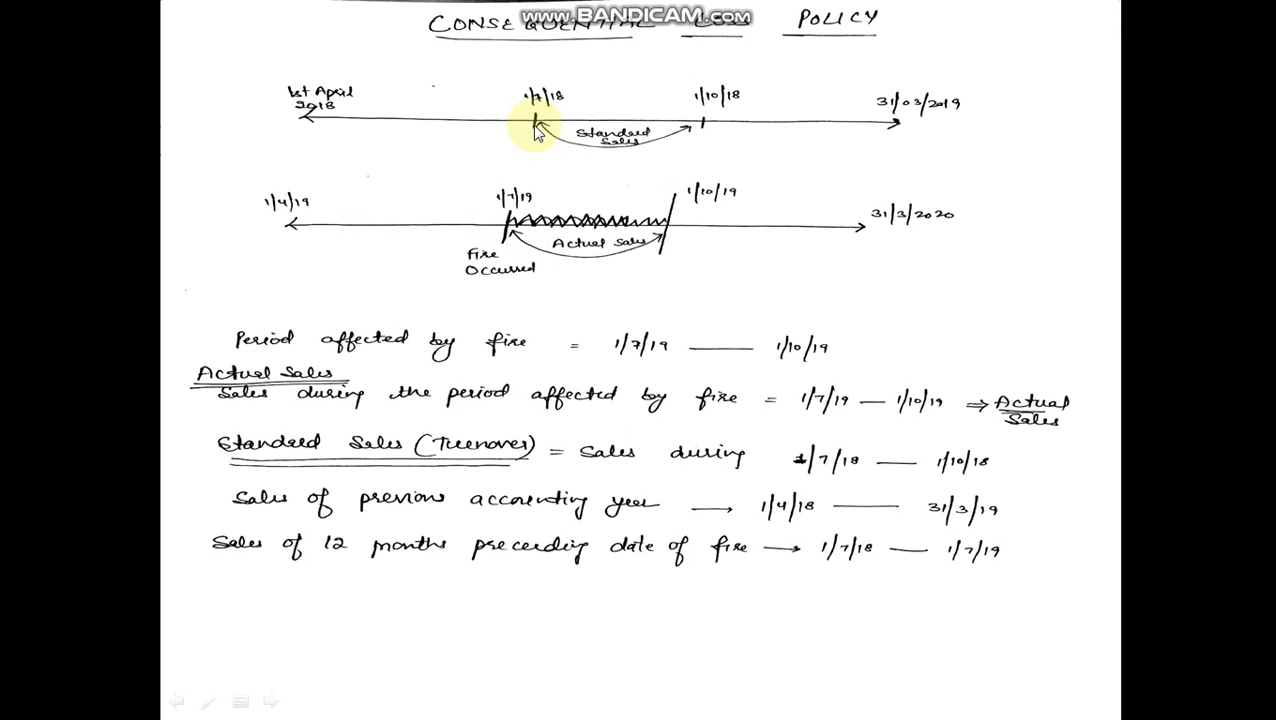 www.BANDICAM.com
CONSEQUENTIAL LOSS POLICY
1st April 2018
1/7/18
1/10/18
31/03/2019
Standard Sales
1/4/19
1/7/19
1/10/19
31/3/2020
Actual Sales
Fire Occurred
Period affected by fire = 1/7/19 — 1/10/19
Actual Sales
Sales during the period affected by fire = 1/7/19 — 1/10/19 ⇒ Actual Sales
Standard Sales (Turnover) = Sales during 1/7/18 — 1/10/18
Sales of previous accounting year → 1/4/18 — 31/3/19
Sales of 12 months preceeding date of fire → 1/7/18 — 1/7/19